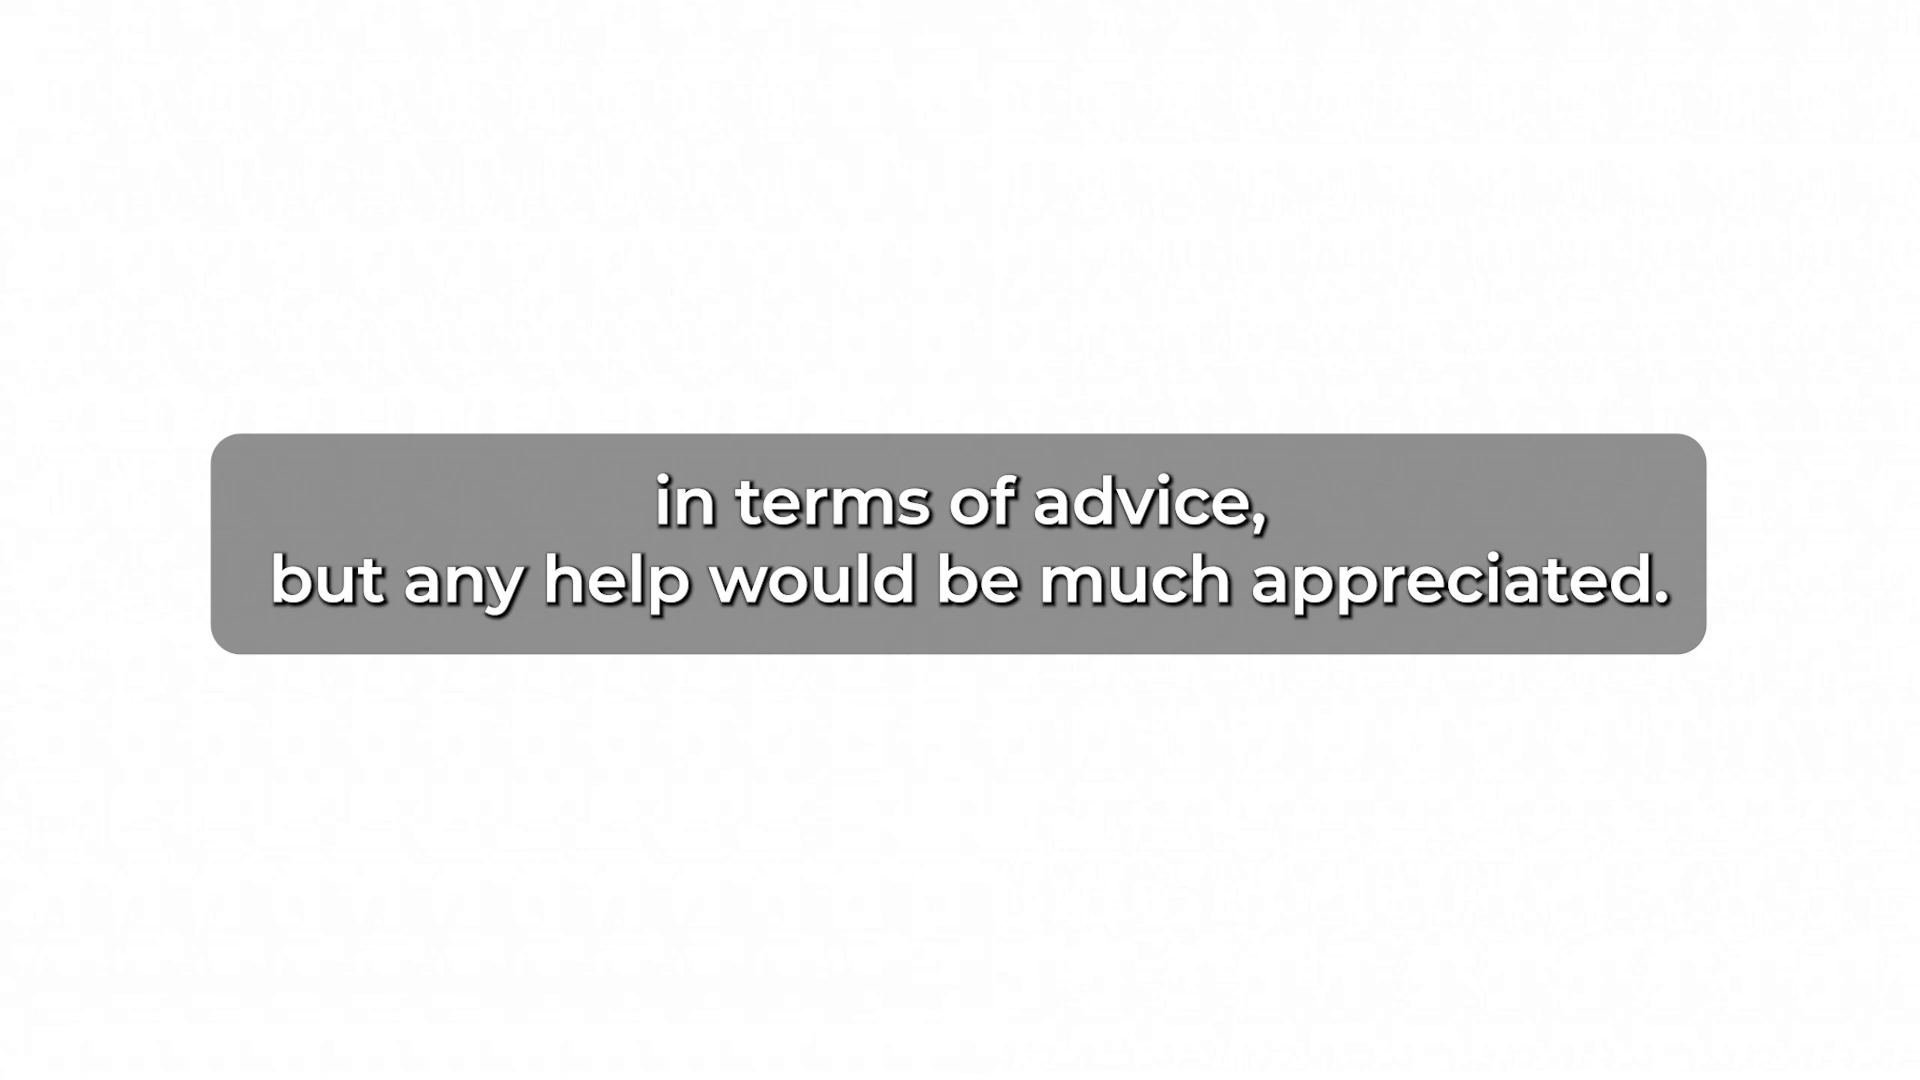 in terms of advice,
but any help would be much appreciated.